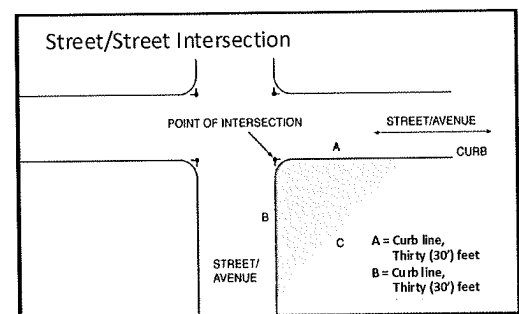 Street/Street Intersection
POINT OF INTERSECTION
STREET/AVENUE
A
CURB
B
C
STREET/
AVENUE
A = Curb line,
Thirty (30') feet
B = Curb line,
Thirty (30') feet